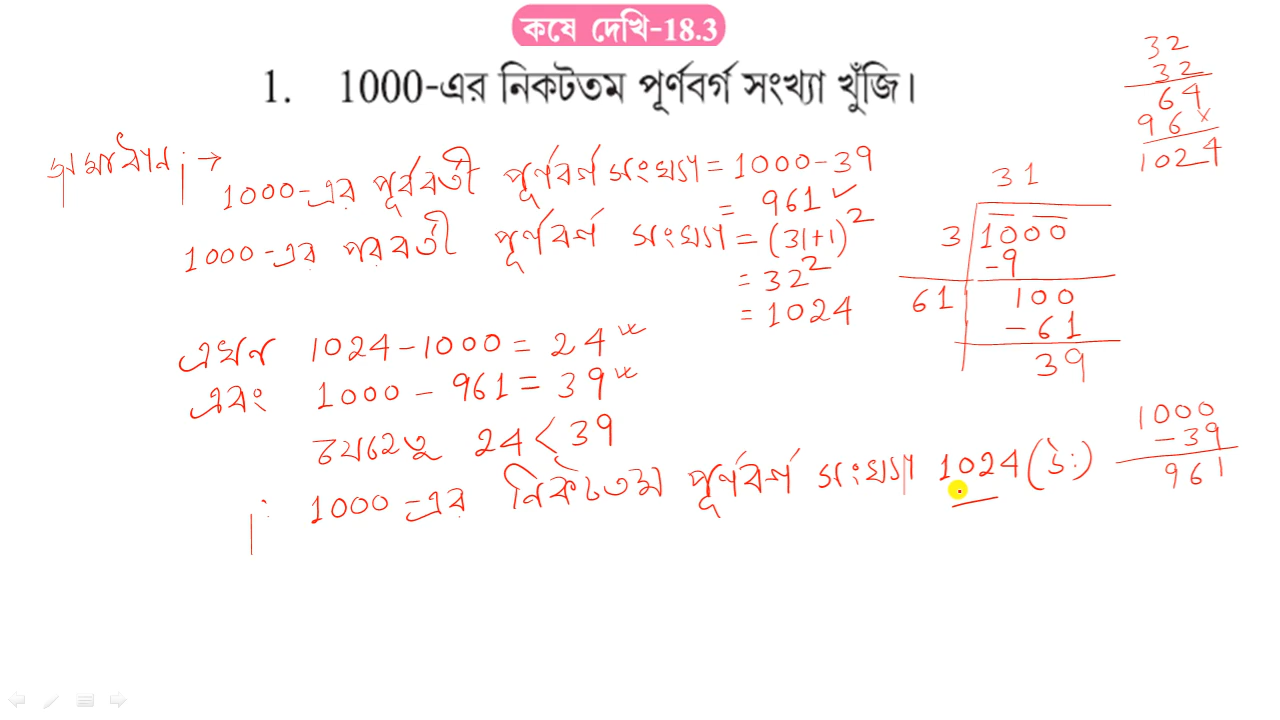 কষে দেখি-18.3
1. 1000-এর নিকটতম পূর্ণবর্গ সংখ্যা খুঁজি।
সমাধান। →
1000-এর পূর্ববর্তী পূর্ণবর্গ সংখ্যা = 1000-39
= 961 ✓
1000-এর পরবর্তী পূর্ণবর্গ সংখ্যা = (31+1)²
= 32²
= 1024
এখন 1024-1000 = 24
এবং 1000 - 961 = 39
যেহেতু 24 < 39
∴ 1000-এর নিকটতম পূর্ণবর্গ সংখ্যা 1024 (উঃ)
32
32
64
96×
1024
31
3 1000
-9
61 100
-61
39
1000
-39
961